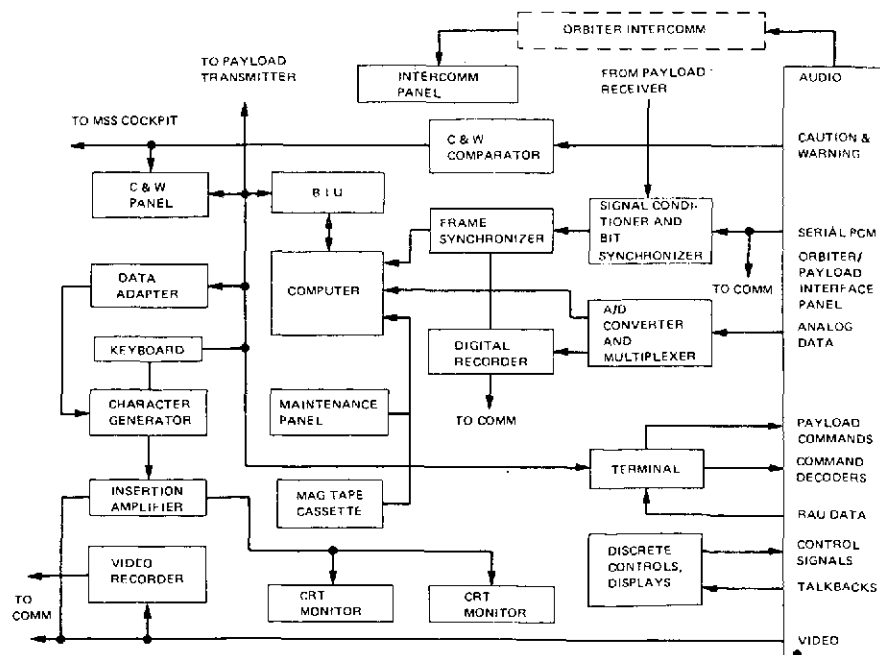 ORBITER INTERCOMM
TO PAYLOAD
TRANSMITTER
INTERCOMM
PANEL
FROM PAYLOAD
RECEIVER
AUDIO
TO MSS COCKPIT
C & W
COMPARATOR
CAUTION &
WARNING
C & W
PANEL
BIU
FRAME
SYNCHRONIZER
SIGNAL CONDI-
TIONER AND
BIT
SYNCHRONIZER
SERIAL PCM
TO COMM
ORBITER/
PAYLOAD
INTERFACE
PANEL
DATA
ADAPTER
COMPUTER
A/D
CONVERTER
AND
MULTIPLEXER
ANALOG
DATA
KEYBOARD
DIGITAL
RECORDER
CHARACTER
GENERATOR
MAINTENANCE
PANEL
TO COMM
PAYLOAD
COMMANDS
TERMINAL
COMMAND
DECODERS
INSERTION
AMPLIFIER
MAG TAPE
CASSETTE
RAU DATA
VIDEO
RECORDER
DISCRETE
CONTROLS,
DISPLAYS
CONTROL
SIGNALS
TALKBACKS
TO
COMM
CRT
MONITOR
CRT
MONITOR
VIDEO